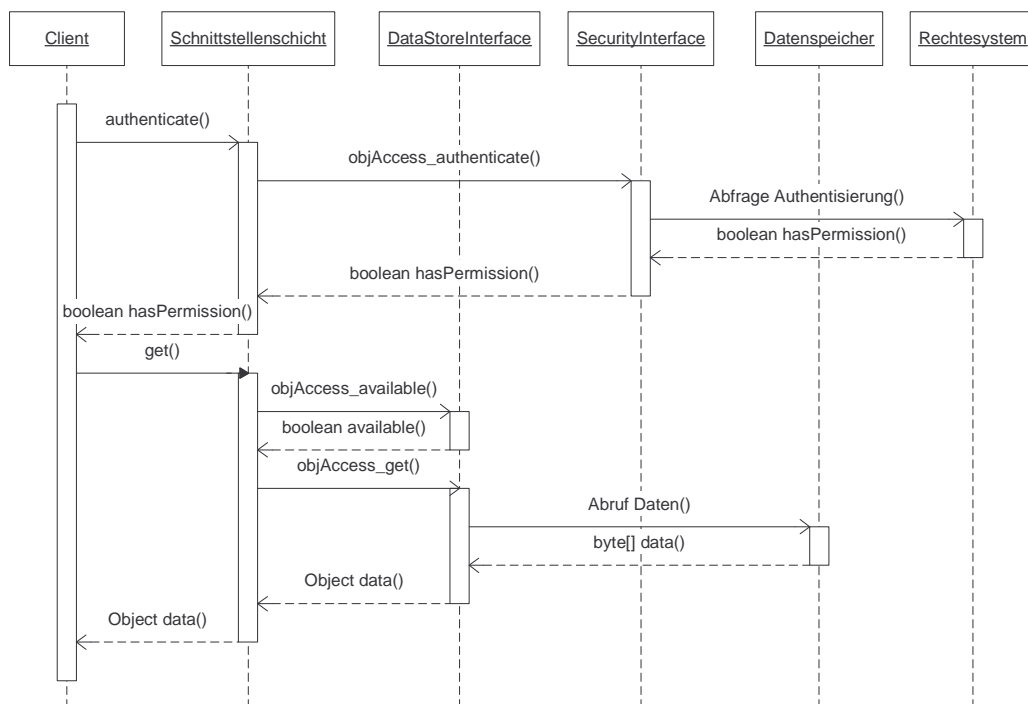 Client
Schnittstellenschicht
DataStoreInterface
SecurityInterface
Datenspeicher
Rechtesystem
authenticate()
objAccess_authenticate()
Abfrage Authentisierung()
boolean hasPermission()
boolean hasPermission()
boolean hasPermission()
get()
objAccess_available()
boolean available()
objAccess_get()
Abruf Daten()
byte[] data()
Object data()
Object data()